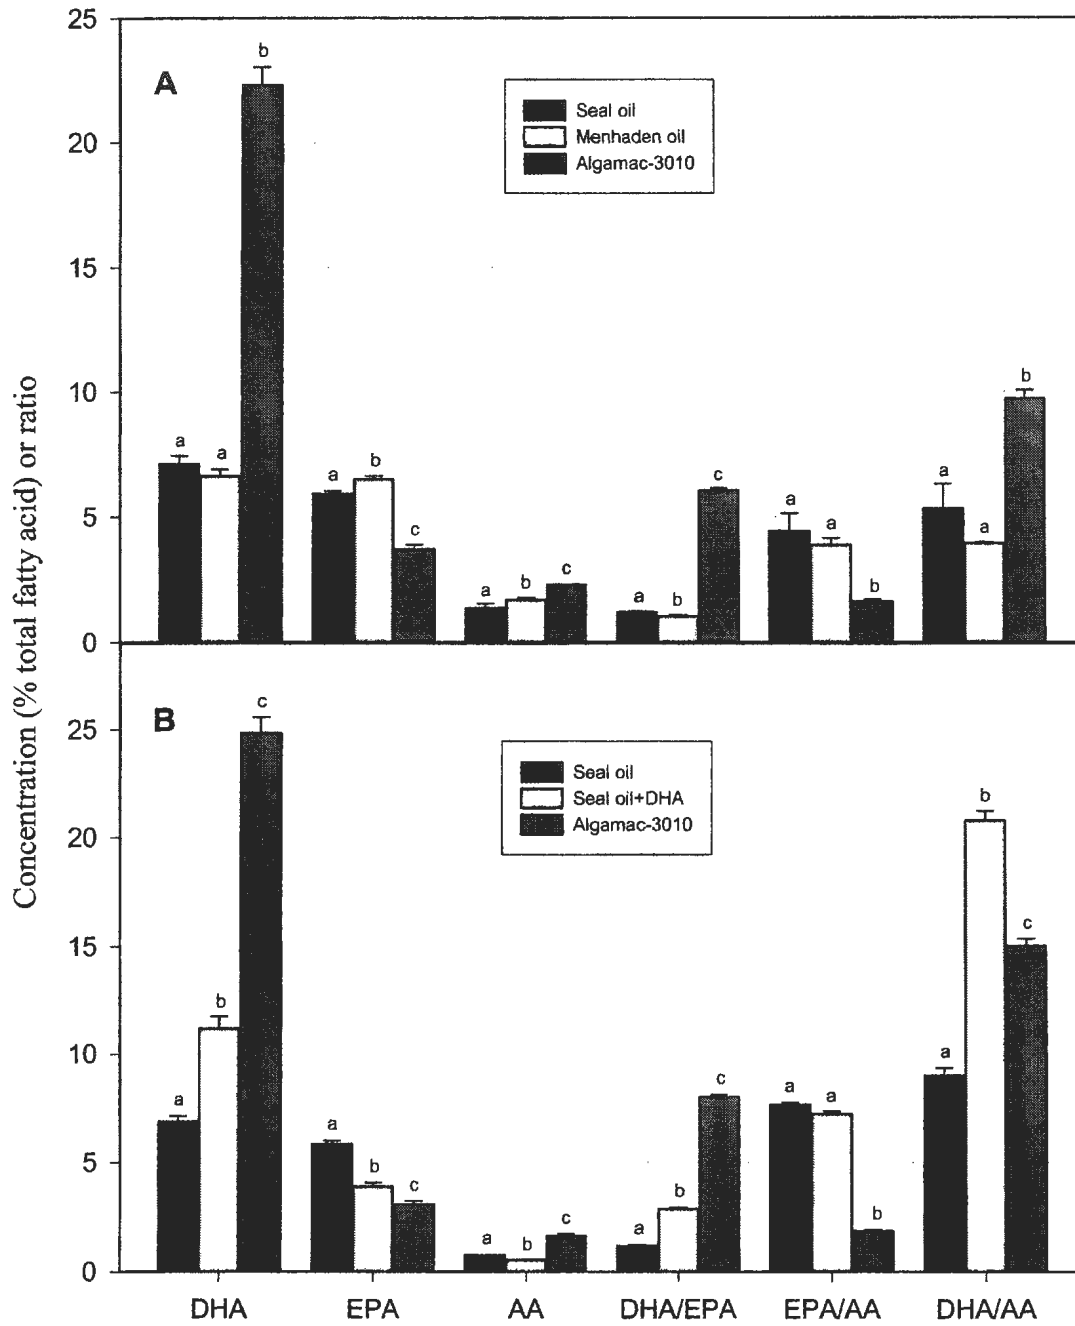 Concentration (% total fatty acid) or ratio
25
20
15
10
5
0
A
Seal oil
Menhaden oil
Algamac-3010
a
a
b
a
b
c
a
b
c
a
b
c
a
a
b
a
a
b
25
20
15
10
5
0
B
Seal oil
Seal oil+DHA
Algamac-3010
a
b
c
a
b
c
a
b
c
a
b
c
a
a
b
a
b
c
DHA
EPA
AA
DHA/EPA
EPA/AA
DHA/AA